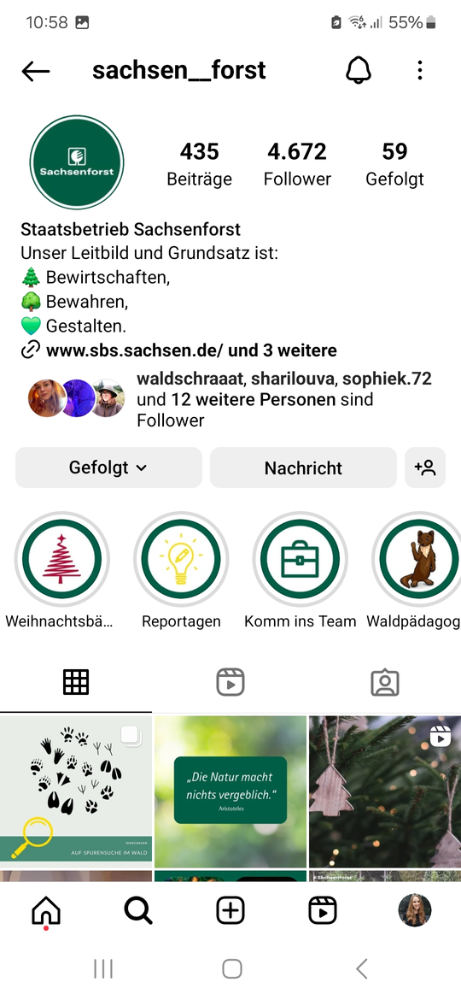 10:58
55%
sachsen__forst
Sachsenforst
435
4.672
59
Beiträge
Follower
Gefolgt
Staatsbetrieb Sachsenforst
Unser Leitbild und Grundsatz ist:
🌲 Bewirtschaften,
🌳 Bewahren,
💚 Gestalten.
www.sbs.sachsen.de/ und 3 weitere
waldschraaat, sharilouva, sophiek.72
und 12 weitere Personen sind
Follower
Gefolgt
Nachricht
Weihnachtsbä...
Reportagen
Komm ins Team
Waldpädagog
„Die Natur macht
nichts vergeblich.“
Aristoteles
AUF SPURENSUCHE IM WALD
Sachsenforst